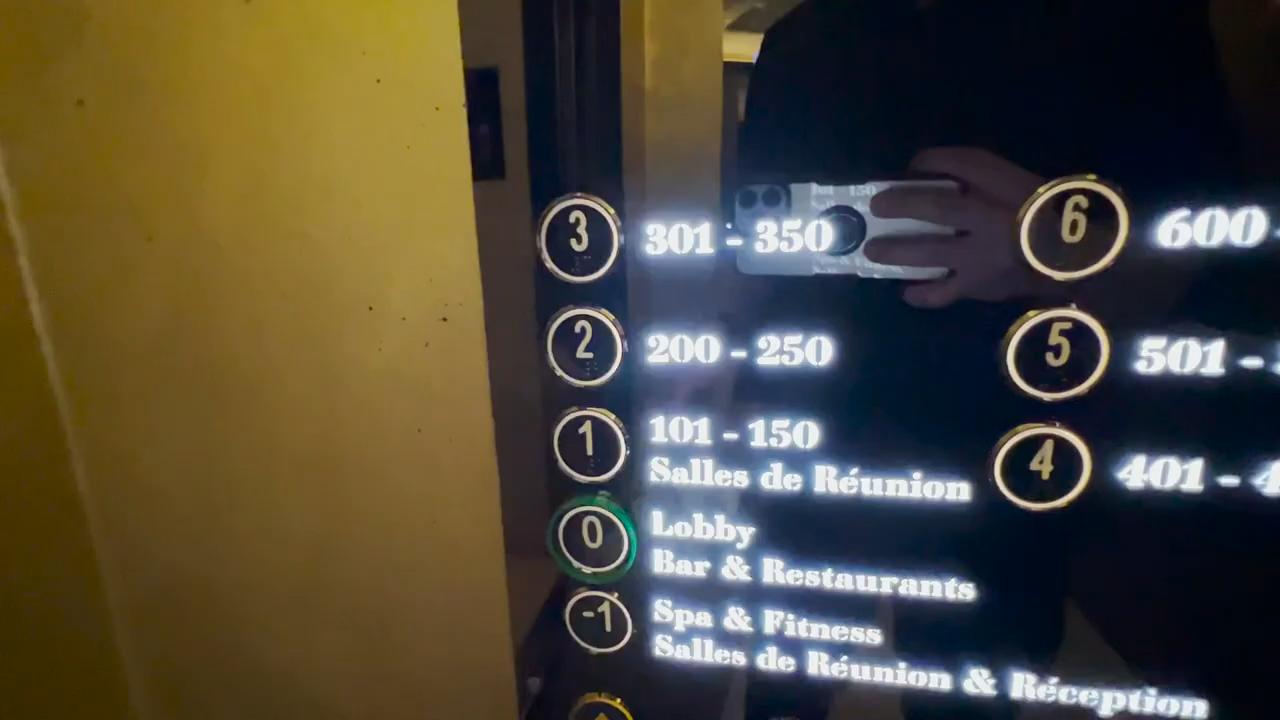 3 301 - 350
2 200 - 250
1 101 - 150
Salles de Réunion
0 Lobby
Bar & Restaurants
-1 Spa & Fitness
Salles de Réunion & Réception
6 600 -
5 501 -
4 401 - 4